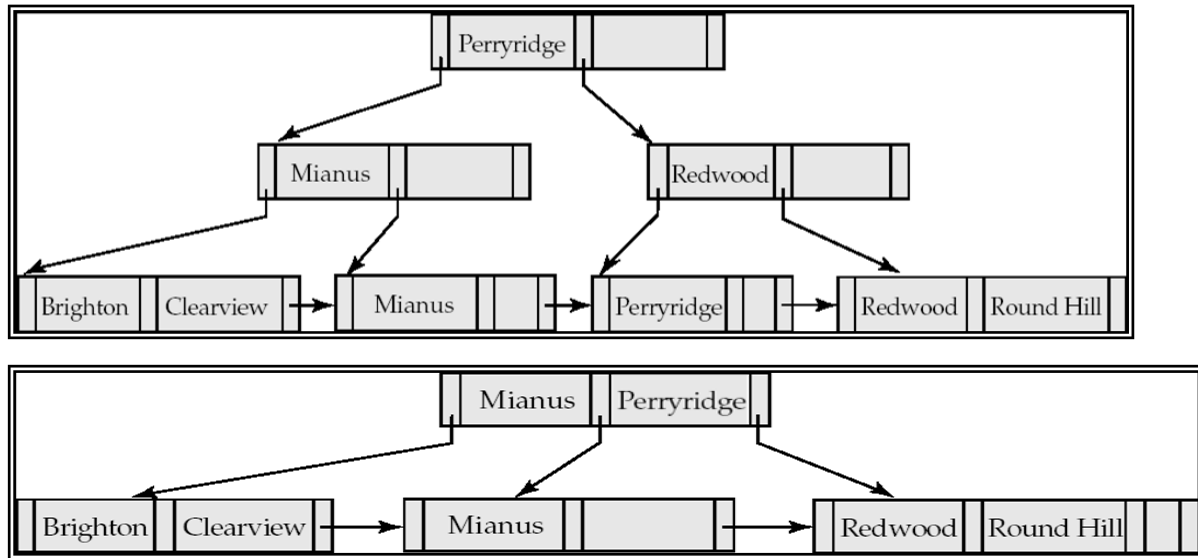 Perryridge
Mianus Redwood
Brighton Clearview Mianus Perryridge Redwood Round Hill
Mianus Perryridge
Brighton Clearview Mianus Redwood Round Hill